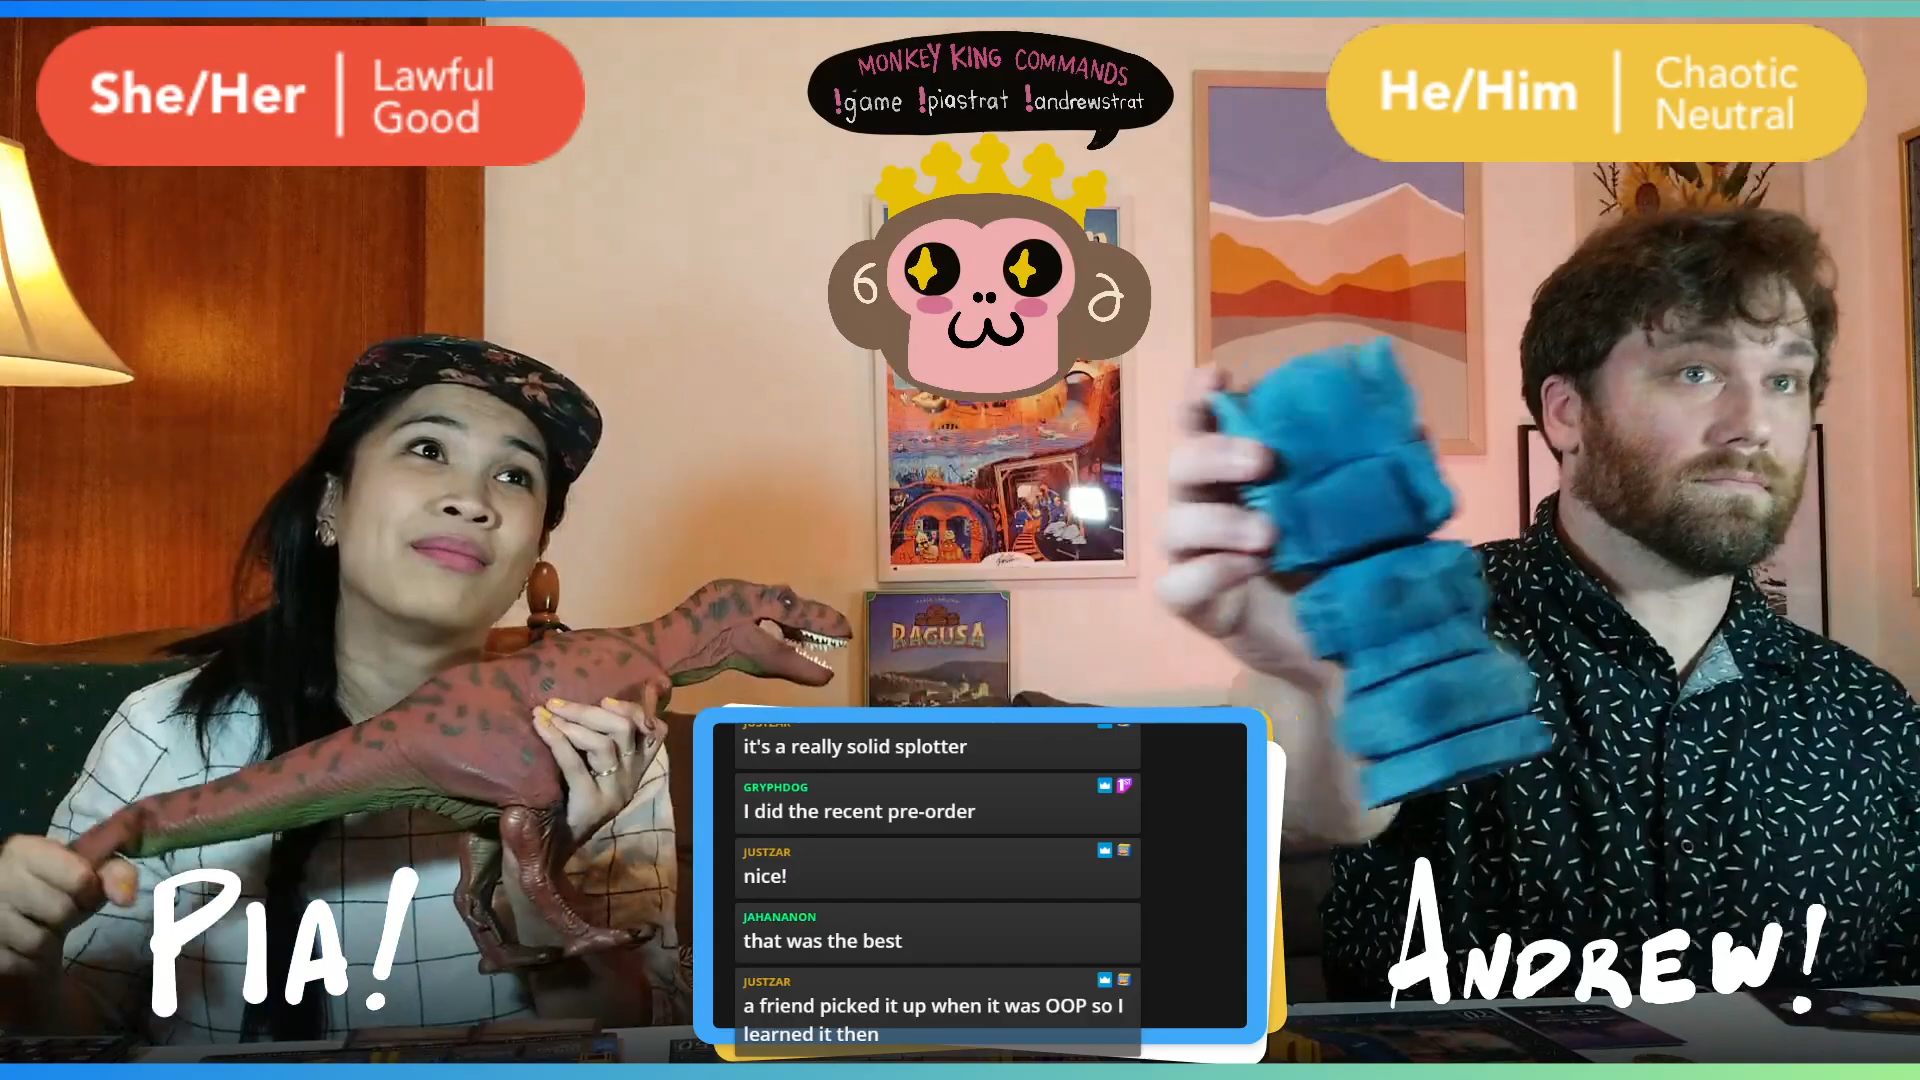 She/Her
Lawful
Good
MONKEY KING COMMANDS
!game !piastrat !andrewstrat
He/Him
Chaotic
Neutral
RAGUSA
JUSTZAR
it's a really solid splotter
GRYPHDOG
I did the recent pre-order
JUSTZAR
nice!
JAHANANON
that was the best
JUSTZAR
a friend picked it up when it was OOP so I
learned it then
PIA!
ANDREW!